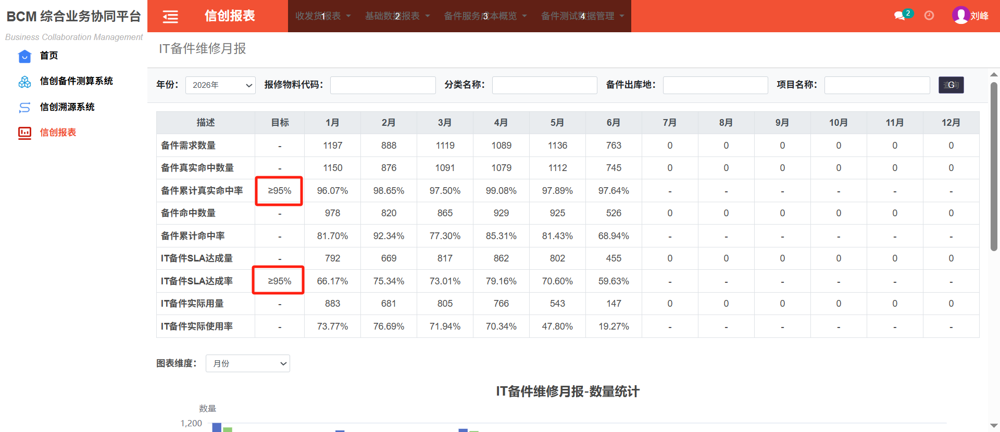 BCM 综合业务协同平台
Business Collaboration Management
首页
信创备件测算系统
信创溯源系统
信创报表
信创报表
收发货报表 1
基础数据报表 2
备件服务成本概览 3
备件测试数据管理 4
2
刘峰
IT备件维修月报
年份： 2026年 报修物料代码： 分类名称： 备件出库地： 项目名称： 查询 G
描述 目标 1月 2月 3月 4月 5月 6月 7月 8月 9月 10月 11月 12月
备件需求数量 - 1197 888 1119 1089 1136 763 0 0 0 0 0 0
备件真实命中数量 - 1150 876 1091 1079 1112 745 0 0 0 0 0 0
备件累计真实命中率 ≥95% 96.07% 98.65% 97.50% 99.08% 97.89% 97.64% - - - - - -
备件命中数量 - 978 820 865 929 925 526 0 0 0 0 0 0
备件累计命中率 - 81.70% 92.34% 77.30% 85.31% 81.43% 68.94% - - - - - -
IT备件SLA达成量 - 792 669 817 862 802 455 0 0 0 0 0 0
IT备件SLA达成率 ≥95% 66.17% 75.34% 73.01% 79.16% 70.60% 59.63% - - - - - -
IT备件实际用量 - 883 681 805 766 543 147 0 0 0 0 0 0
IT备件实际使用率 - 73.77% 76.69% 71.94% 70.34% 47.80% 19.27% - - - - - -
图表维度： 月份
IT备件维修月报-数量统计
数量
1,200